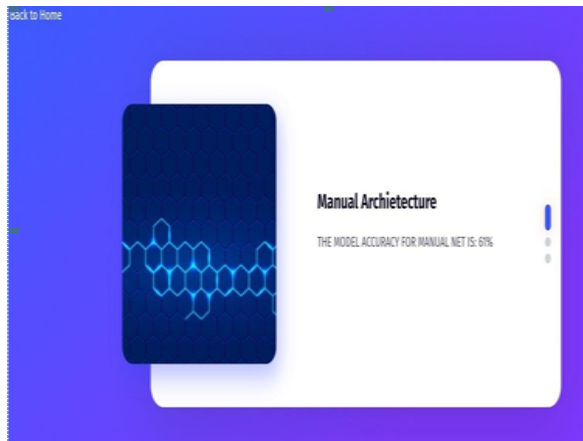 Back to Home
Manual Archietecture
THE MODEL ACCURACY FOR MANUAL NET IS: 61%